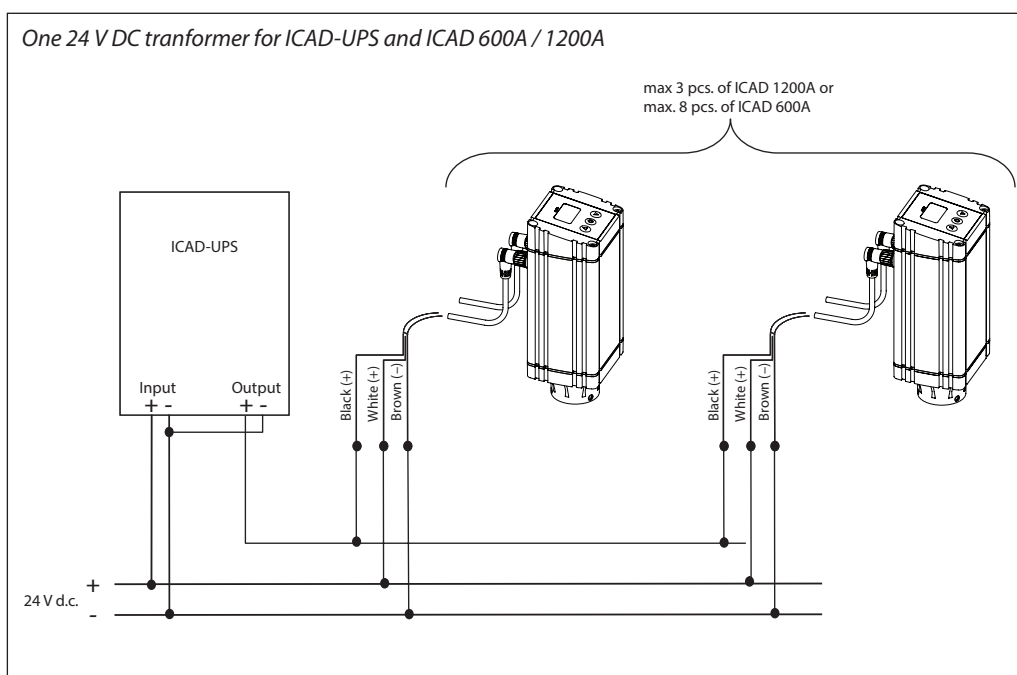 One 24 V DC tranformer for ICAD-UPS and ICAD 600A / 1200A
max 3 pcs. of ICAD 1200A or
max. 8 pcs. of ICAD 600A
ICAD-UPS
Input Output
+ - + -
Black (+)
White (+)
Brown (–)
Black (+)
White (+)
Brown (–)
+
24 V d.c.
-